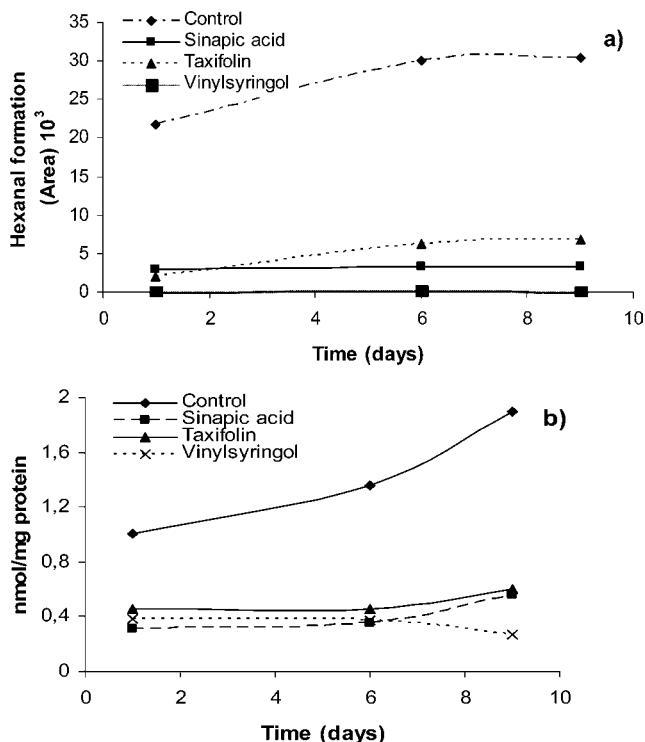 Control
Sinapic acid
Taxifolin
Vinylsyringol
a)
35
30
25
20
15
10
5
0
Hexanal formation
(Area) 10³
0 2 4 6 8 10
Time (days)
Control
Sinapic acid
Taxifolin
Vinylsyringol
b)
2
1,6
1,2
0,8
0,4
0
nmol/mg protein
0 2 4 6 8 10
Time (days)